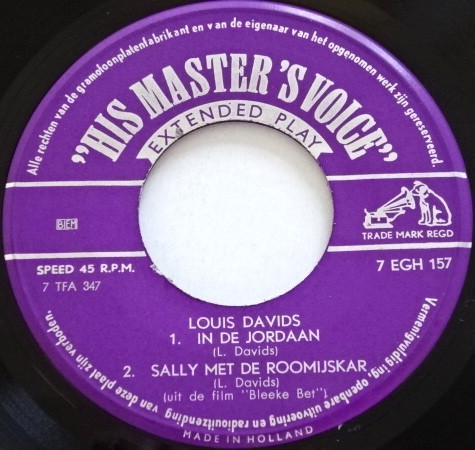 Alle rechten van de gramofoonplatenfabrikant en van de eigenaar van het opgenomen werk zijn gereserveerd.
"HIS MASTER'S VOICE"
EXTENDED PLAY
TRADE MARK REGD
BIEM
SPEED 45 R.P.M.
7 EGH 157
7 TFA 347
LOUIS DAVIDS
1. IN DE JORDAAN
(L. Davids)
2. SALLY MET DE ROOMIJSKAR
(L. Davids)
(uit de film "Bleeke Bet")
Vermenigvuldiging, openbare uitvoering en radiouitzending van deze plaat zijn verboden.
MADE IN HOLLAND